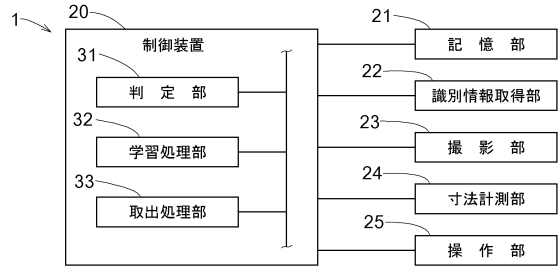 1
20
制御装置
31
判定部
32
学習処理部
33
取出処理部
21
記憶部
22
識別情報取得部
23
撮影部
24
寸法計測部
25
操作部